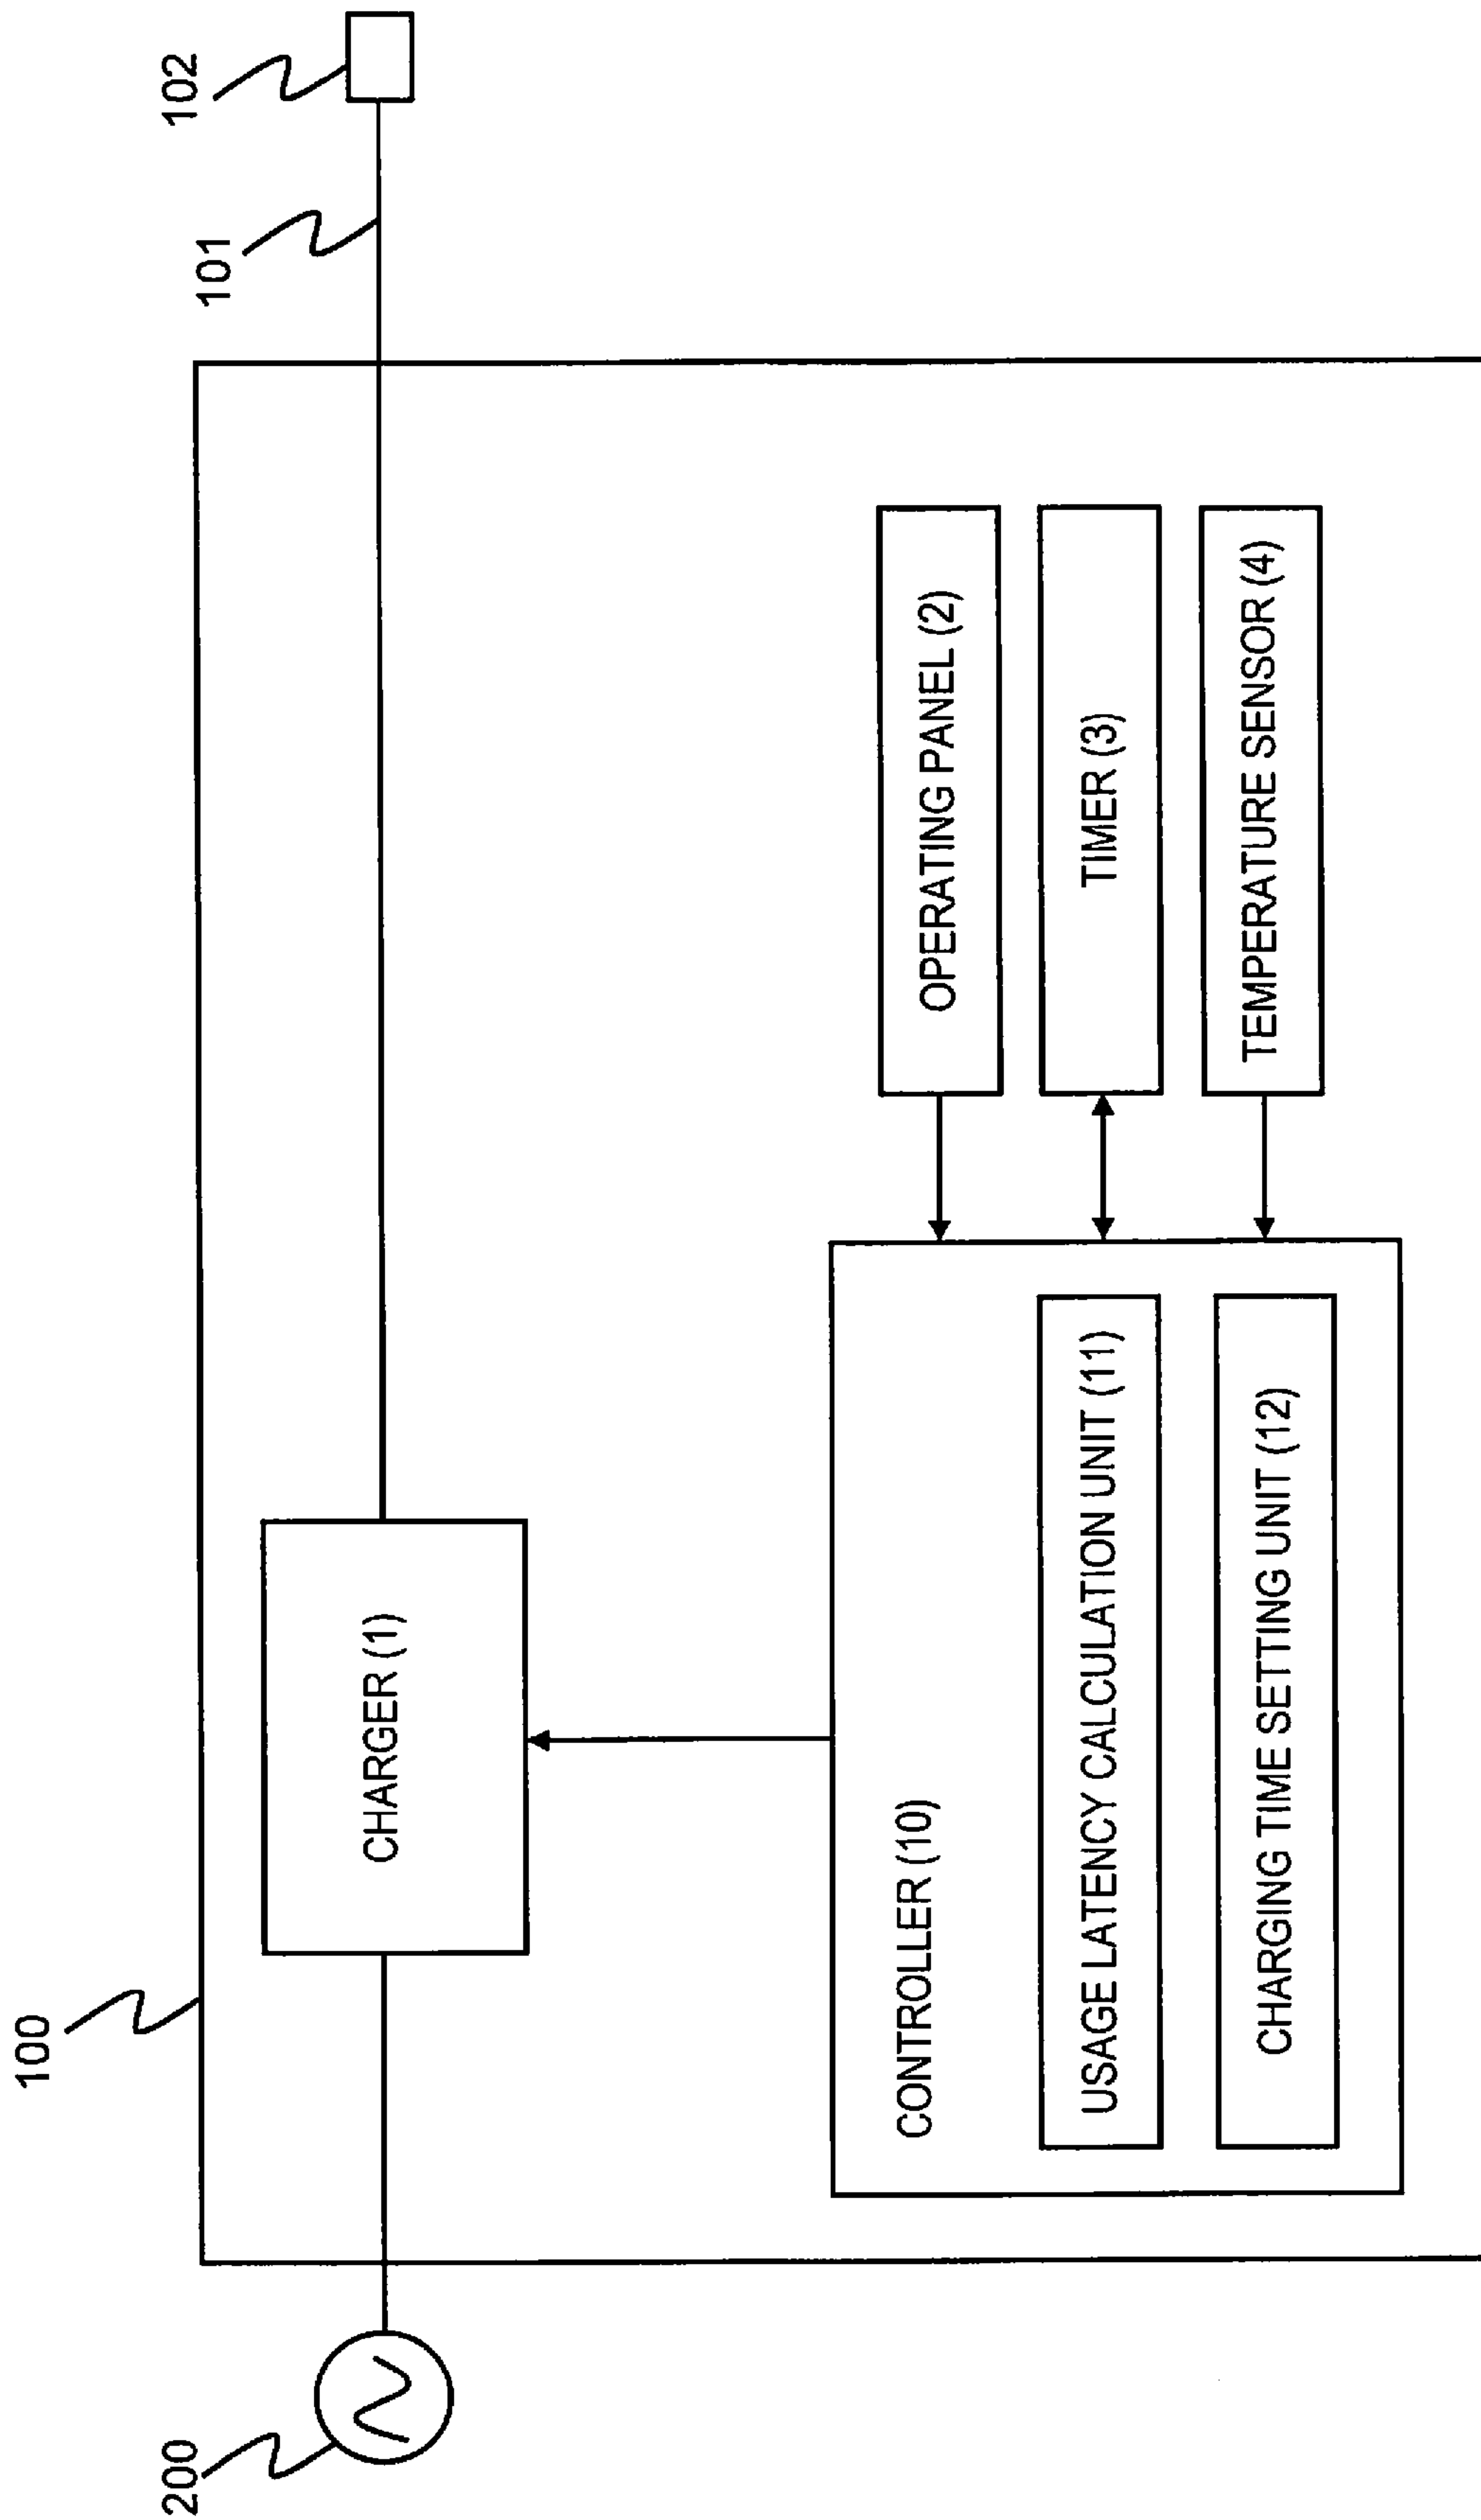 100
101
102
200
CHARGER (1)
CONTROLLER (10)
OPERATING PANEL (2)
USAGE LATENCY CALCULATION UNIT (11)
TIMER (3)
CHARGING TIME SETTING UNIT (12)
TEMPERATURE SENSOR (4)